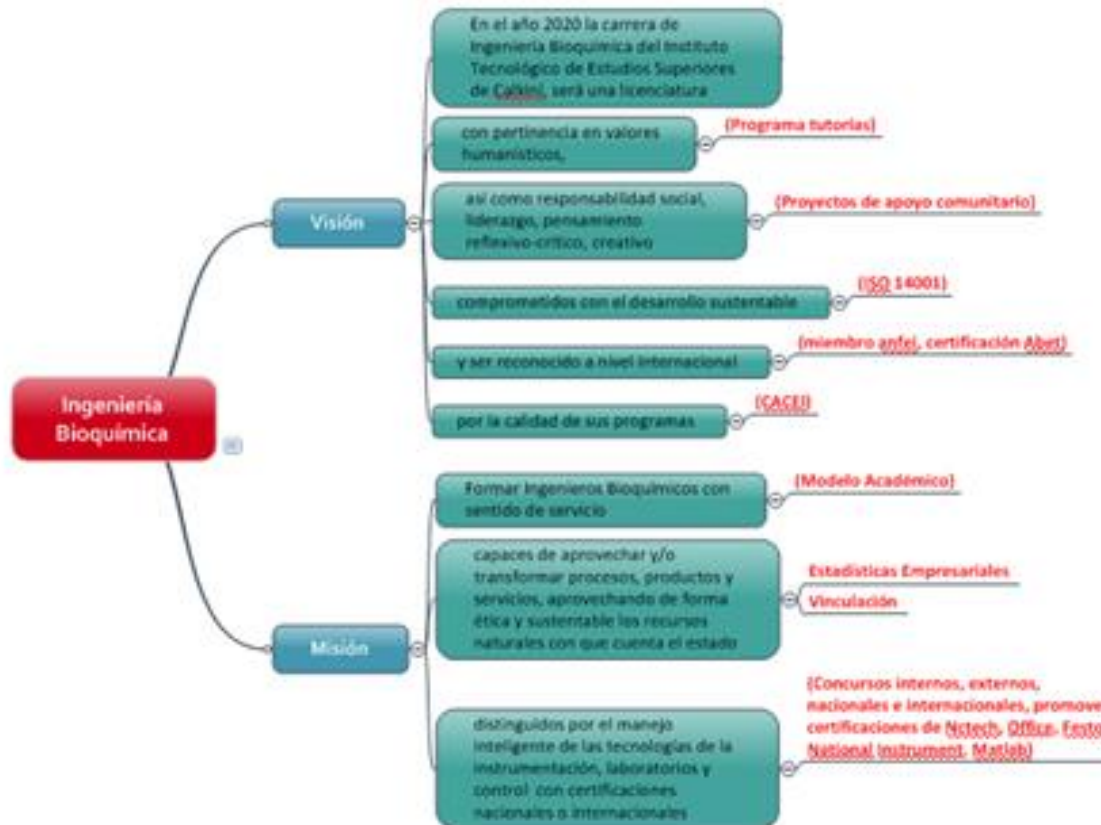 Ingeniería
Bioquímica
Visión
En el año 2020 la carrera de
Ingeniería Bioquímica del Instituto
Tecnológico de Estudios Superiores
de Calkiní, será una licenciatura
con pertinencia en valores
humanísticos,
(Programa tutorías)
así como responsabilidad social,
liderazgo, pensamiento
reflexivo-crítico, creativo
(Proyectos de apoyo comunitario)
comprometidos con el desarrollo sustentable
(ISO 14001)
y ser reconocido a nivel internacional
(miembro anfei, certificación Abet)
por la calidad de sus programas
(CACEI)
Misión
Formar Ingenieros Bioquímicos con
sentido de servicio
(Modelo Académico)
capaces de aprovechar y/o
transformar procesos, productos y
servicios, aprovechando de forma
ética y sustentable los recursos
naturales con que cuenta el estado
Estadísticas Empresariales
Vinculación
distinguidos por el manejo
inteligente de las tecnologías de la
instrumentación, laboratorios y
control con certificaciones
nacionales o internacionales
(Concursos internos, externos,
nacionales e internacionales, promove
certificaciones de Nctech, Office, Festo
National Instrument, Matlab)